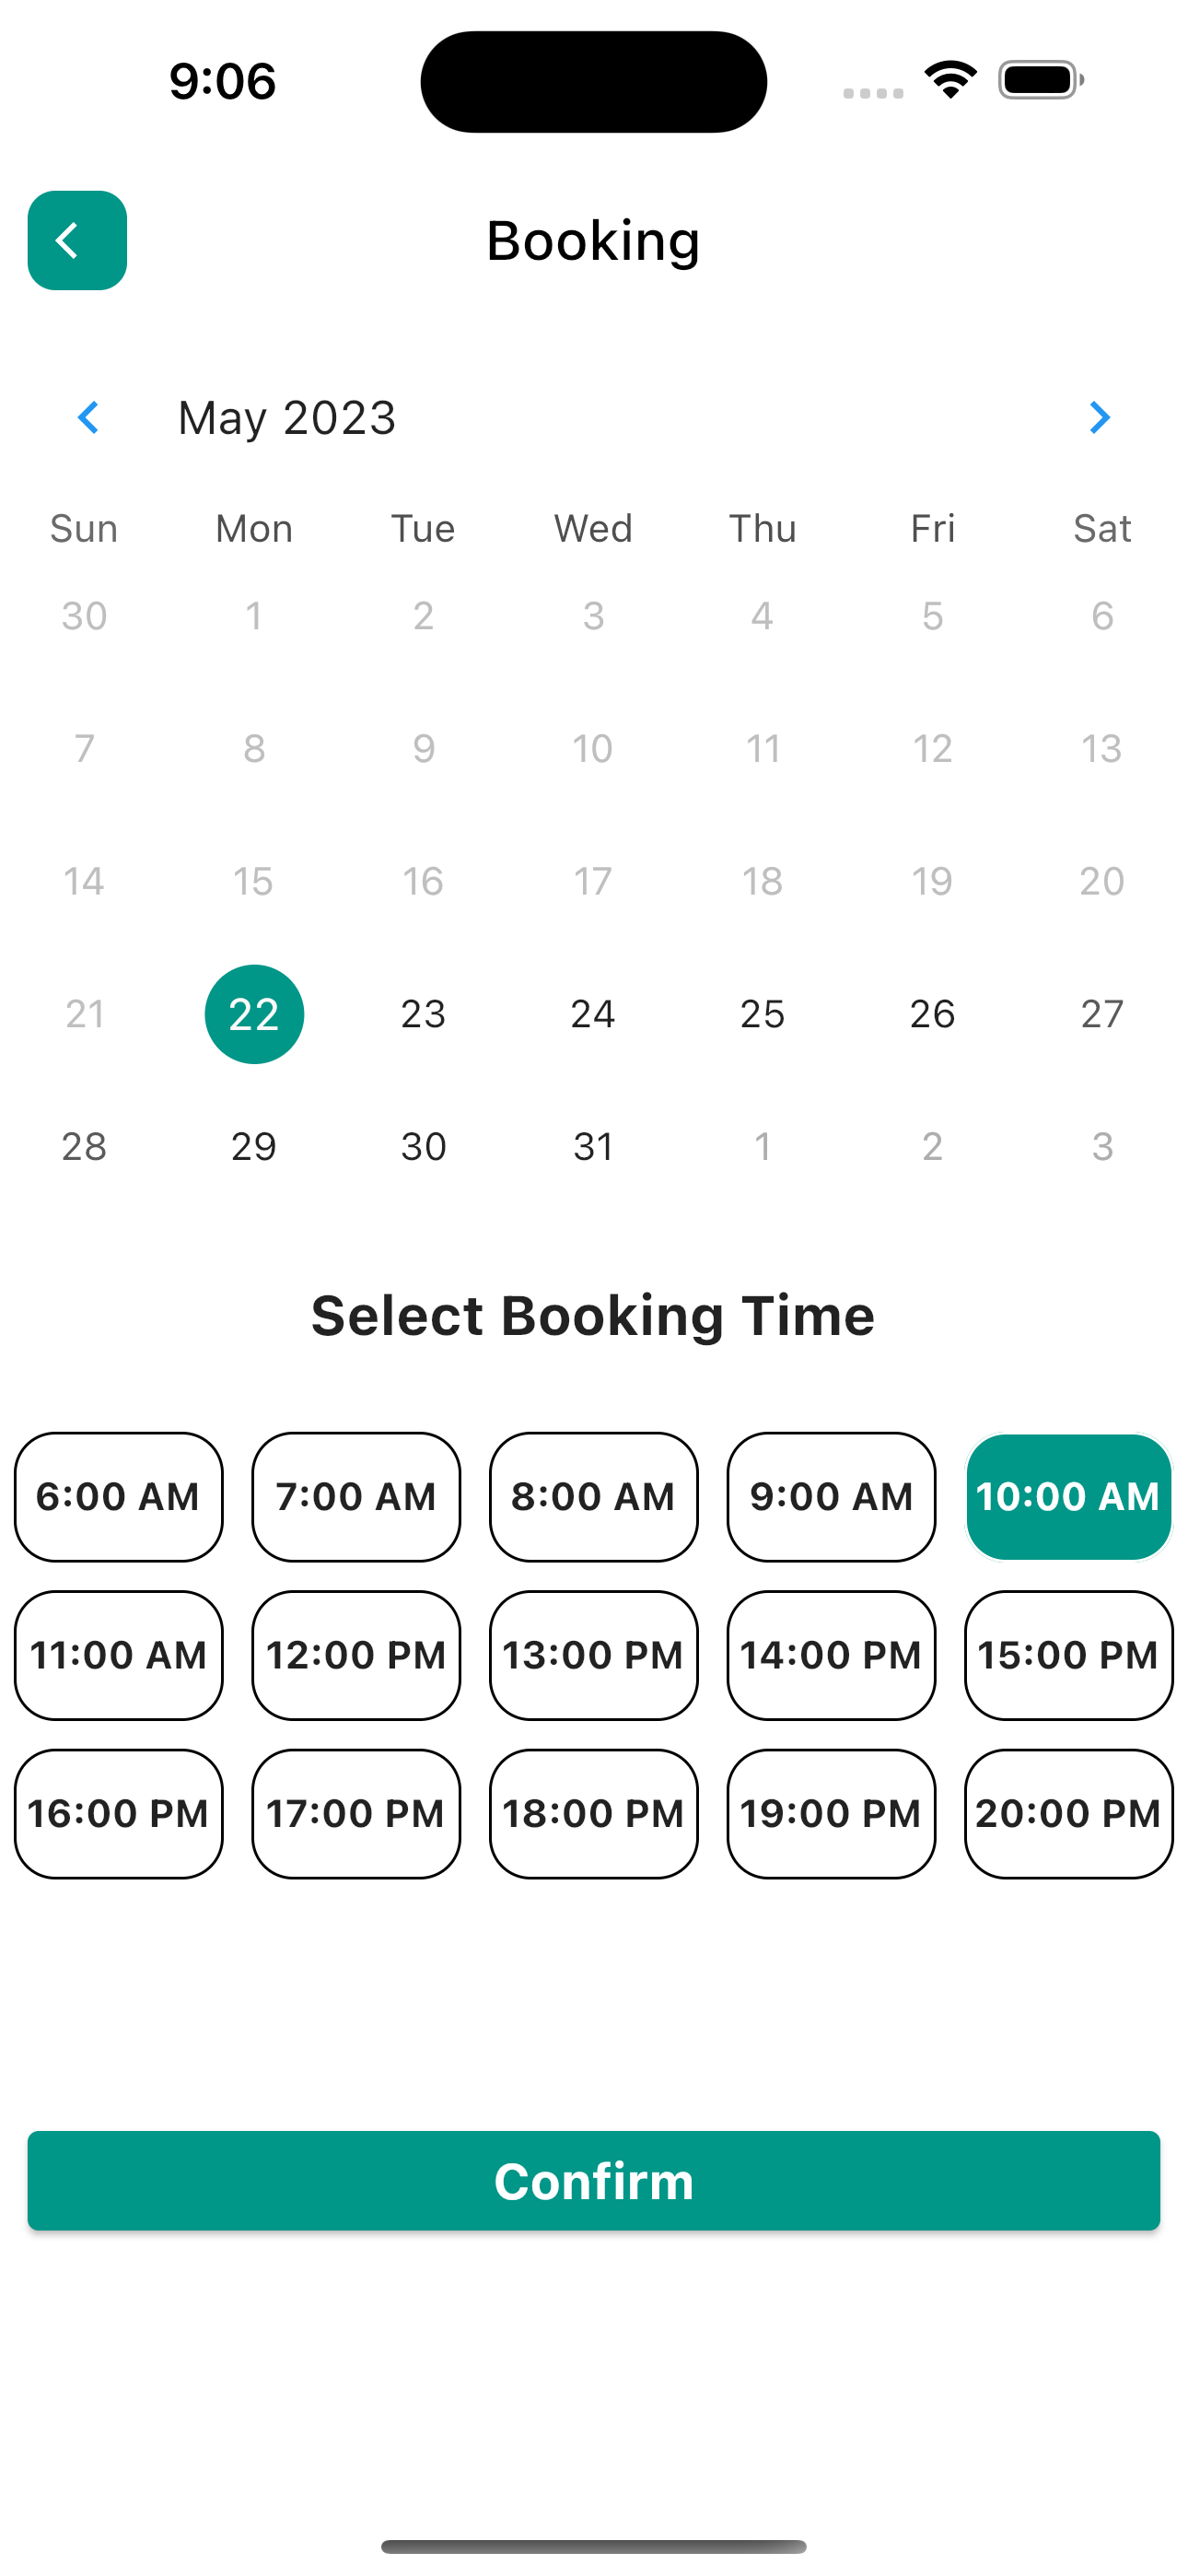 9:06
Booking
May 2023
Sun Mon Tue Wed Thu Fri Sat
30 1 2 3 4 5 6
7 8 9 10 11 12 13
14 15 16 17 18 19 20
21 22 23 24 25 26 27
28 29 30 31 1 2 3
Select Booking Time
6:00 AM 7:00 AM 8:00 AM 9:00 AM 10:00 AM
11:00 AM 12:00 PM 13:00 PM 14:00 PM 15:00 PM
16:00 PM 17:00 PM 18:00 PM 19:00 PM 20:00 PM
Confirm